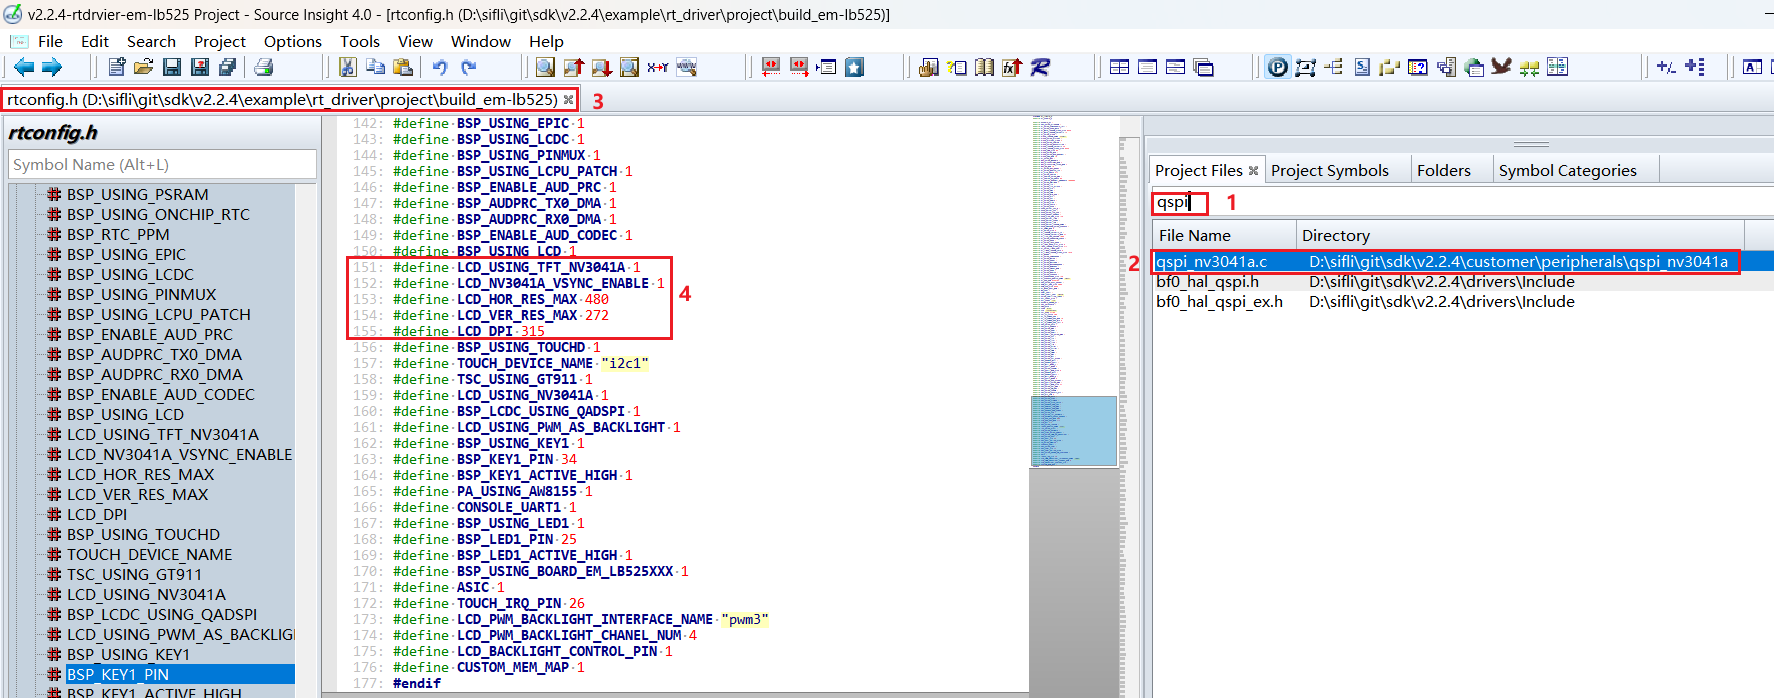 v2.2.4-rtdrvier-em-lb525 Project - Source Insight 4.0 - [rtconfig.h (D:\sifli\git\sdk\v2.2.4\example\rt_driver\project\build_em-lb525)]
File Edit Search Project Options Tools View Window Help
rtconfig.h (D:\sifli\git\sdk\v2.2.4\example\rt_driver\project\build_em-lb525) 3
rtconfig.h
Symbol Name (Alt+L)
BSP_USING_PSRAM
BSP_USING_ONCHIP_RTC
BSP_RTC_PPM
BSP_USING_EPIC
BSP_USING_LCDC
BSP_USING_PINMUX
BSP_USING_LCPU_PATCH
BSP_ENABLE_AUD_PRC
BSP_AUDPRC_TX0_DMA
BSP_AUDPRC_RX0_DMA
BSP_ENABLE_AUD_CODEC
BSP_USING_LCD
LCD_USING_TFT_NV3041A
LCD_NV3041A_VSYNC_ENABLE
LCD_HOR_RES_MAX
LCD_VER_RES_MAX
LCD_DPI
BSP_USING_TOUCHD
TOUCH_DEVICE_NAME
TSC_USING_GT911
LCD_USING_NV3041A
BSP_LCDC_USING_QADSPI
LCD_USING_PWM_AS_BACKLIGI
BSP_USING_KEY1
BSP_KEY1_PIN
BSP_KEY1_ACTIVE_HIGH
142: #define BSP_USING_EPIC 1
143: #define BSP_USING_LCDC 1
144: #define BSP_USING_PINMUX 1
145: #define BSP_USING_LCPU_PATCH 1
146: #define BSP_ENABLE_AUD_PRC 1
147: #define BSP_AUDPRC_TX0_DMA 1
148: #define BSP_AUDPRC_RX0_DMA 1
149: #define BSP_ENABLE_AUD_CODEC 1
150: #define BSP_USING_LCD 1
151: #define LCD_USING_TFT_NV3041A 1
152: #define LCD_NV3041A_VSYNC_ENABLE 1
153: #define LCD_HOR_RES_MAX 480
154: #define LCD_VER_RES_MAX 272
155: #define LCD_DPI 315
4
156: #define BSP_USING_TOUCHD 1
157: #define TOUCH_DEVICE_NAME "i2c1"
158: #define TSC_USING_GT911 1
159: #define LCD_USING_NV3041A 1
160: #define BSP_LCDC_USING_QADSPI 1
161: #define LCD_USING_PWM_AS_BACKLIGHT 1
162: #define BSP_USING_KEY1 1
163: #define BSP_KEY1_PIN 34
164: #define BSP_KEY1_ACTIVE_HIGH 1
165: #define PA_USING_AW8155 1
166: #define CONSOLE_UART1 1
167: #define BSP_USING_LED1 1
168: #define BSP_LED1_PIN 25
169: #define BSP_LED1_ACTIVE_HIGH 1
170: #define BSP_USING_BOARD_EM_LB525XXX 1
171: #define ASIC 1
172: #define TOUCH_IRQ_PIN 26
173: #define LCD_PWM_BACKLIGHT_INTERFACE_NAME "pwm3"
174: #define LCD_PWM_BACKLIGHT_CHANEL_NUM 4
175: #define LCD_BACKLIGHT_CONTROL_PIN 1
176: #define CUSTOM_MEM_MAP 1
177: #endif
Project Files Project Symbols Folders Symbol Categories
qspi 1
File Name Directory
2 qspi_nv3041a.c D:\sifli\git\sdk\v2.2.4\customer\peripherals\qspi_nv3041a
bf0_hal_qspi.h D:\sifli\git\sdk\v2.2.4\drivers\Include
bf0_hal_qspi_ex.h D:\sifli\git\sdk\v2.2.4\drivers\Include